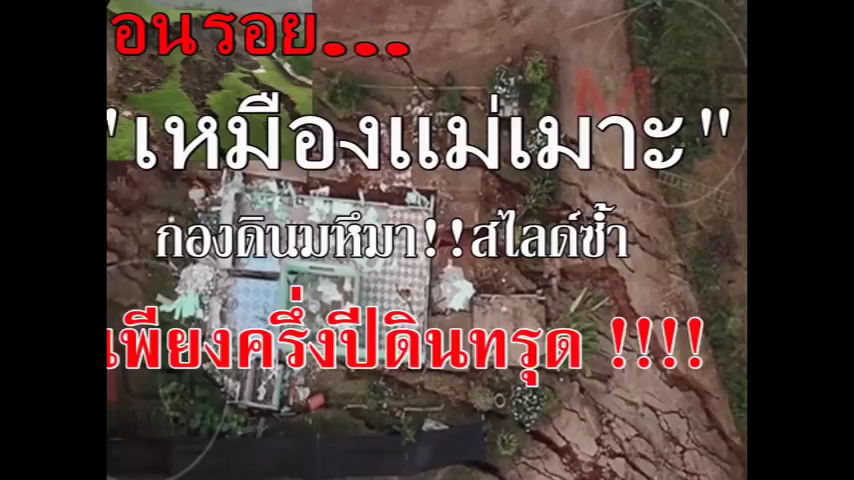 อนรอย...
"เหมืองแม่เมาะ"
กองดินมหึมา!!สไลด์ซ้ำ
เพียงครึ่งปีดินทรุด !!!!